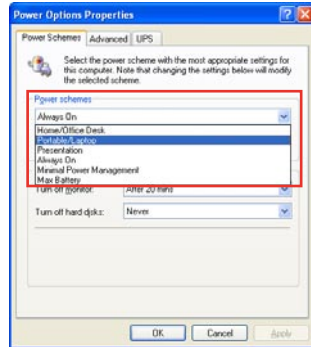 Power Options Properties
Power Schemes Advanced UPS
Select the power scheme with the most appropriate settings for
this computer. Note that changing the settings below will modify
the selected scheme.
Power schemes
Always On
Home/Office Desk
Portable/Laptop
Presentation
Always On
Minimal Power Management
Max Battery
Turn off monitor: After 20 mins
Turn off hard disks: Never
OK Cancel Apply